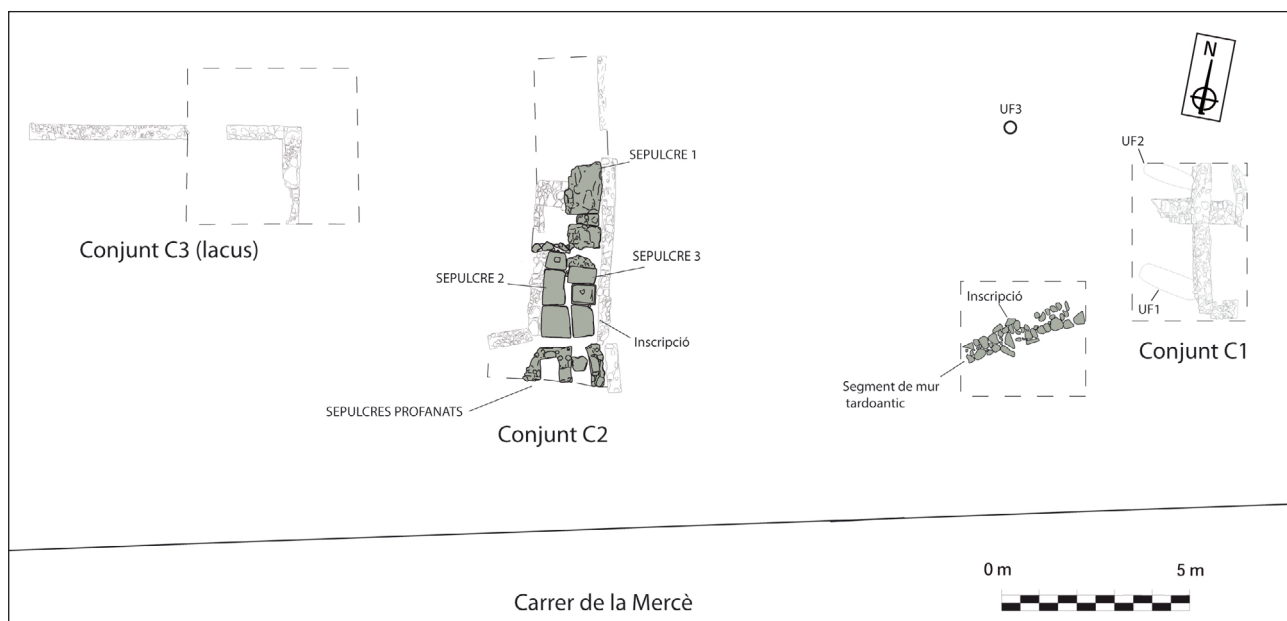 N
UF3
UF2
SEPULCRE 1
Conjunt C3 (lacus)
SEPULCRE 3
SEPULCRE 2
Inscripció
UF1
Inscripció
Conjunt C1
Segment de mur
tardoantic
SEPULCRES PROFANATS
Conjunt C2
0 m
5 m
Carrer de la Mercè